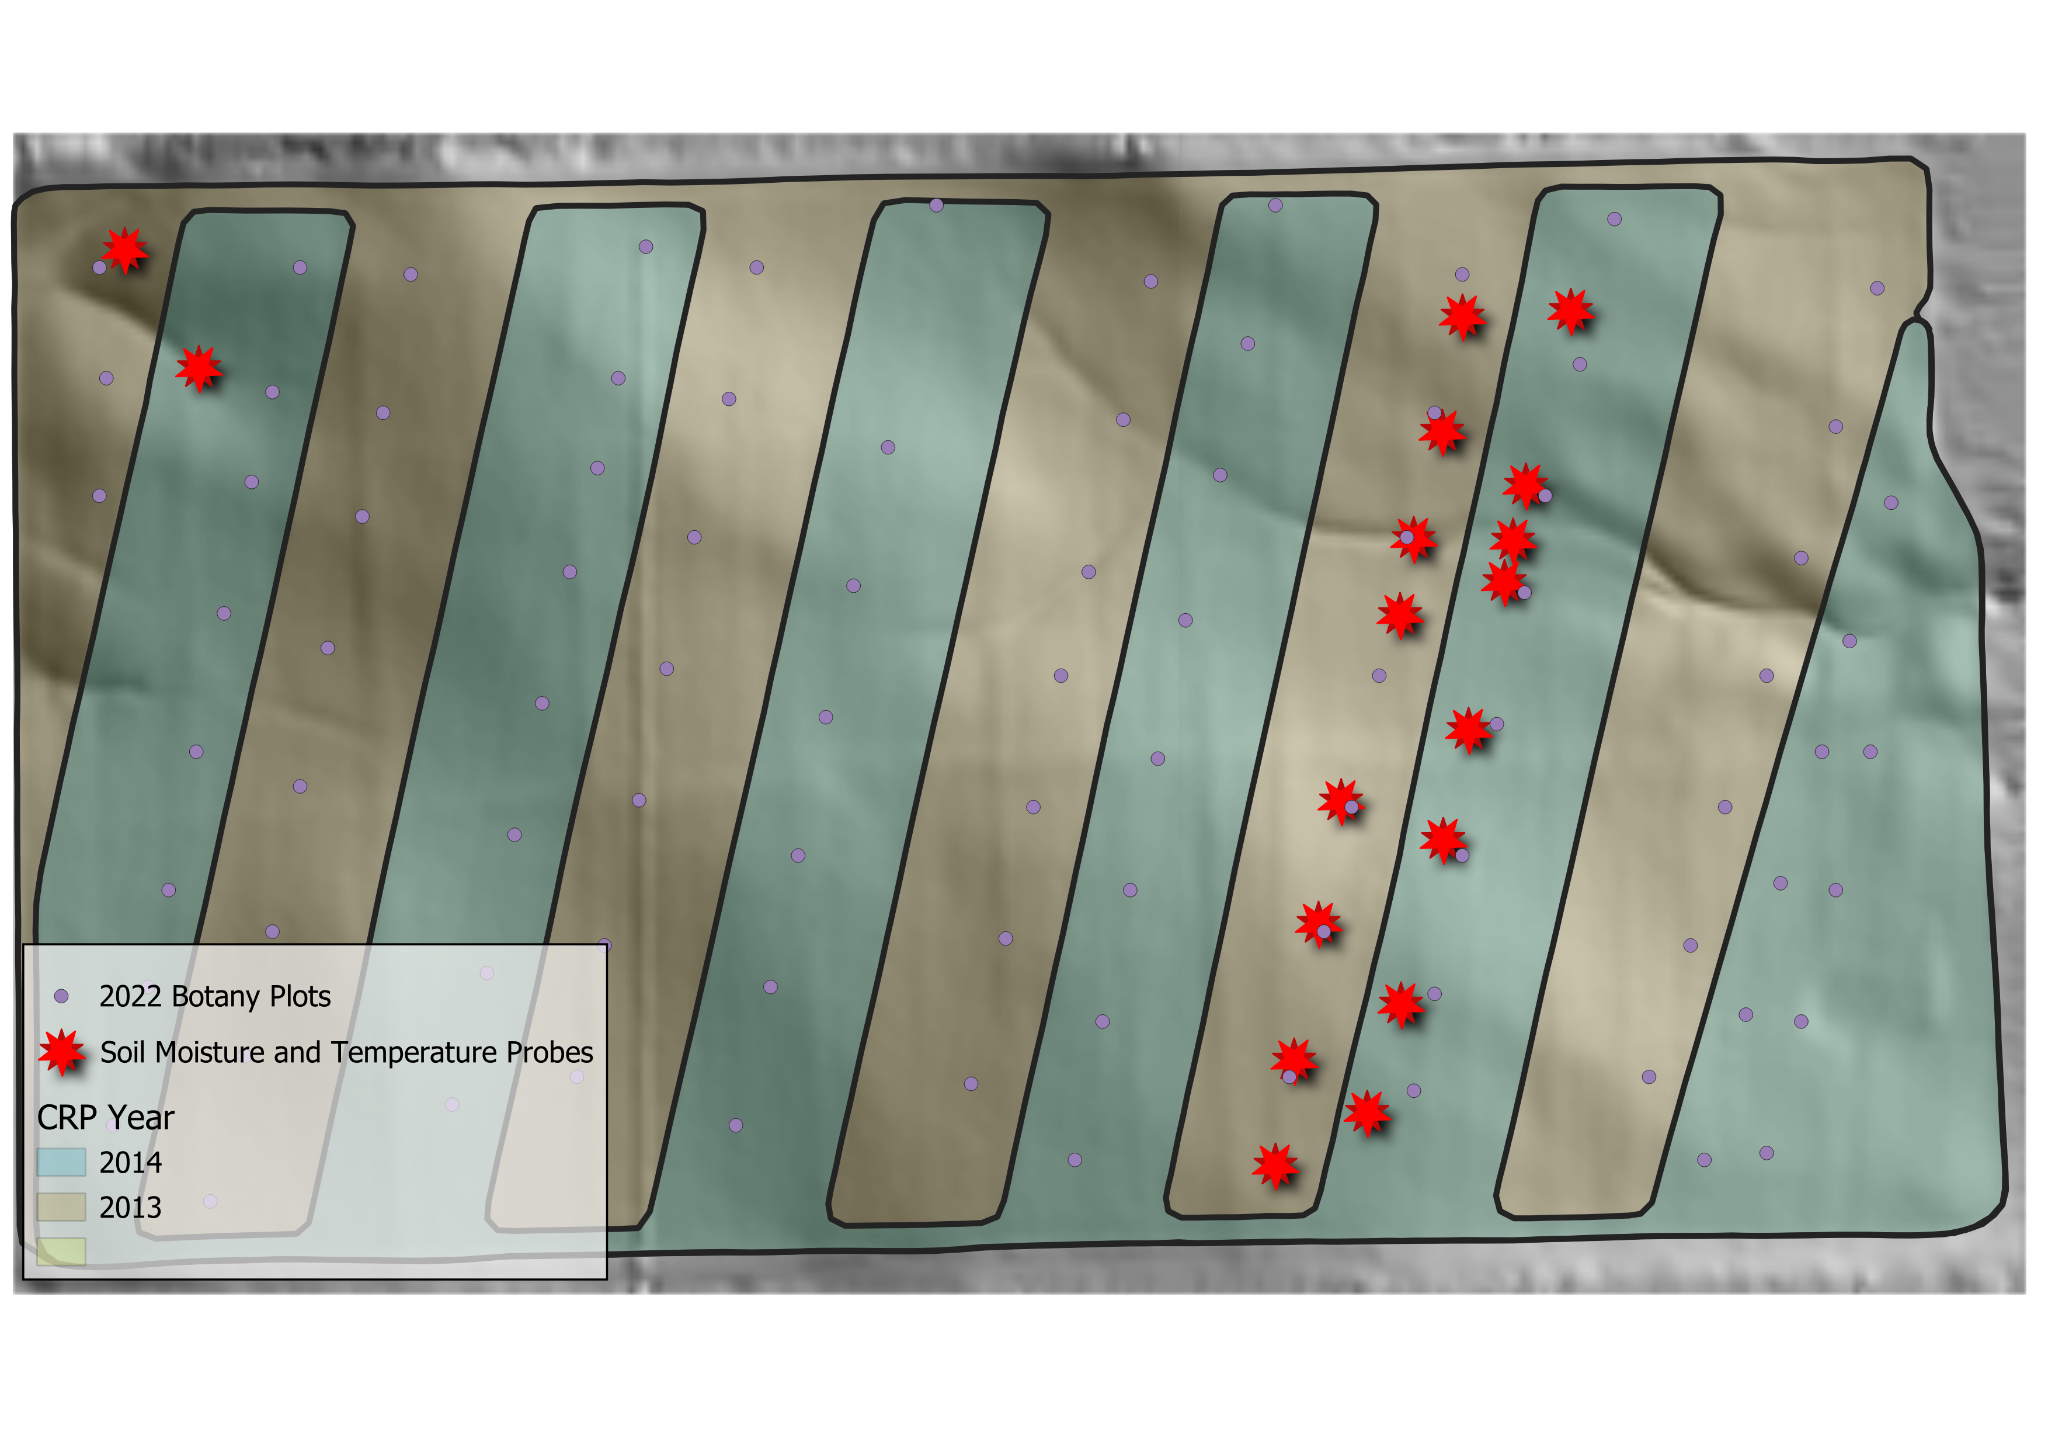 2022 Botany Plots
Soil Moisture and Temperature Probes
CRP Year
2014
2013